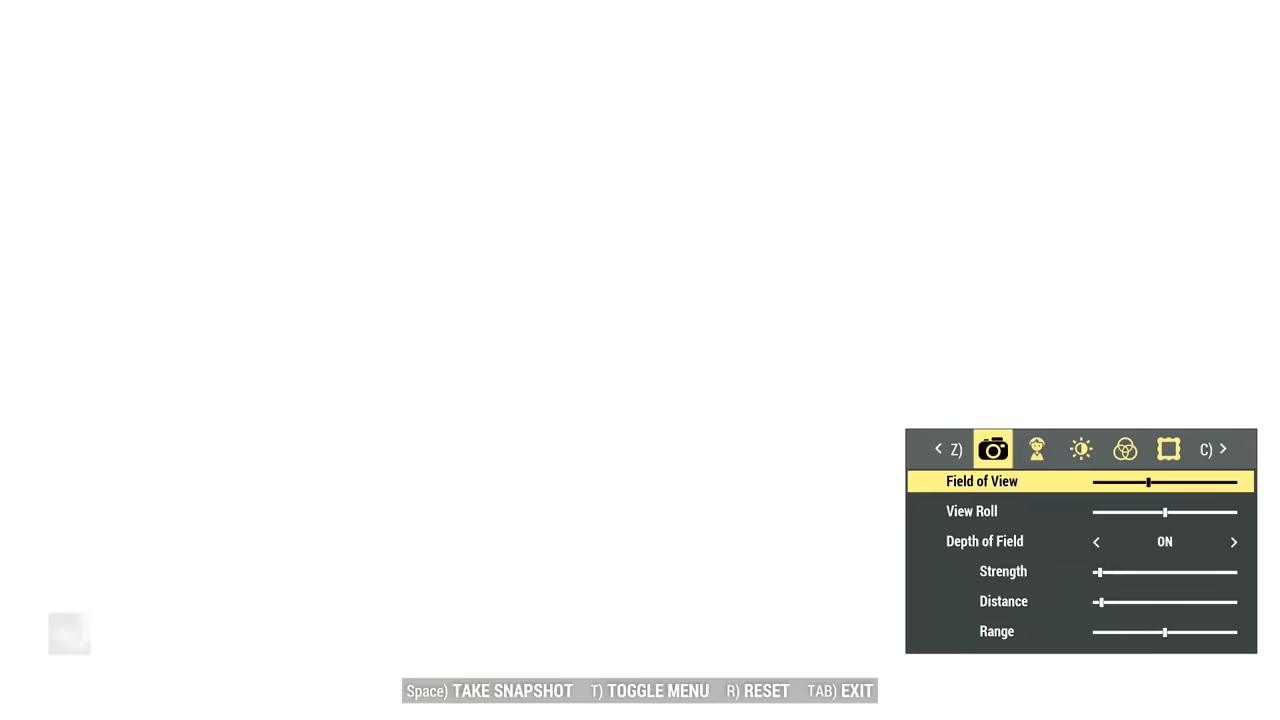 < Z) C) >
Field of View
View Roll
Depth of Field < ON >
Strength
Distance
Range
Space) TAKE SNAPSHOT T) TOGGLE MENU R) RESET TAB) EXIT